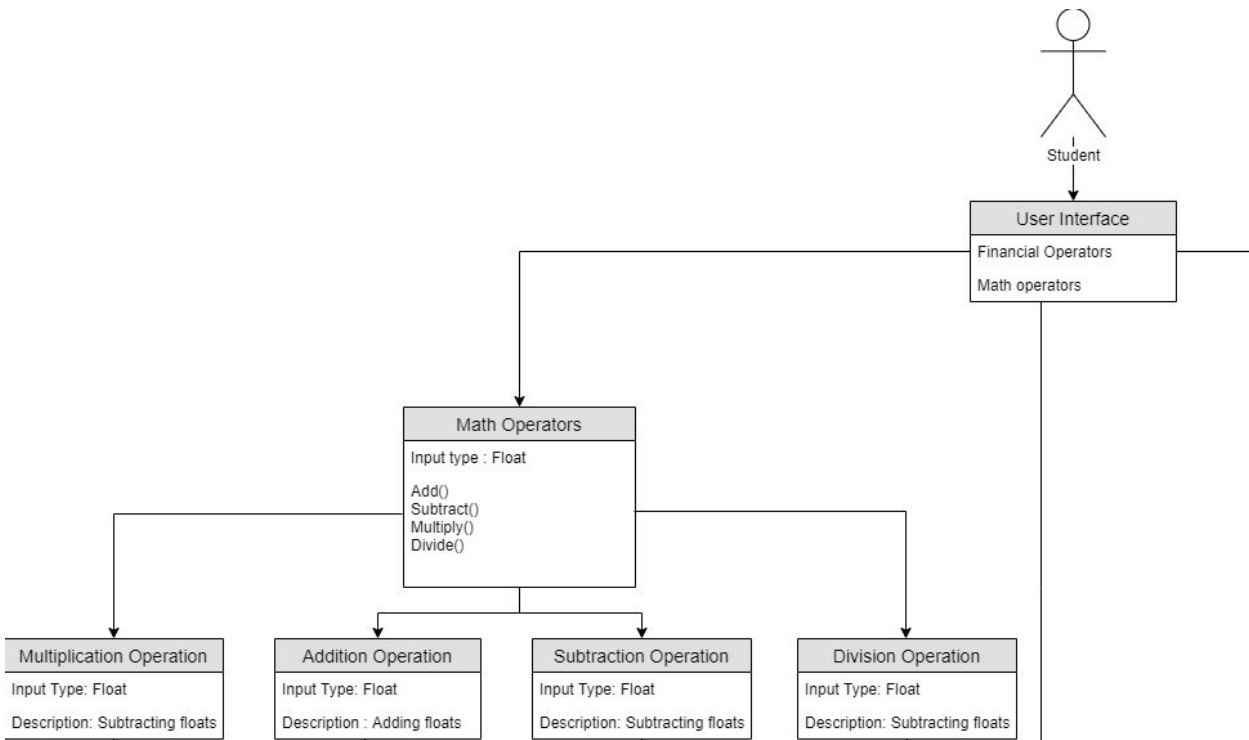 Student
User Interface
Financial Operators
Math operators
Math Operators
Input type : Float
Add()
Subtract()
Multiply()
Divide()
Multiplication Operation
Input Type: Float
Description: Subtracting floats
Addition Operation
Input Type: Float
Description : Adding floats
Subtraction Operation
Input Type: Float
Description: Subtracting floats
Division Operation
Input Type: Float
Description: Subtracting floats